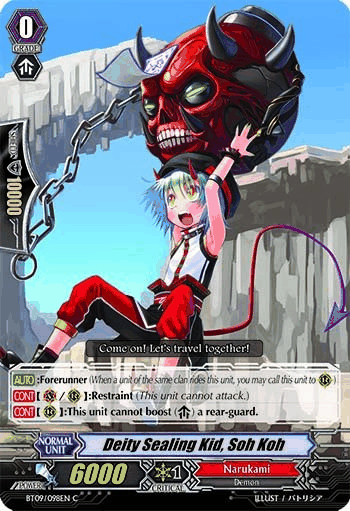 0
GRADE
SHIELD
10000
Come on! Let's travel together!
AUTO :Forerunner (When a unit of the same clan rides this unit, you may call this unit to R)
CONT [V / R]:Restraint (This unit cannot attack.)
CONT [R]:This unit cannot boost a rear-guard.
NORMAL UNIT
Deity Sealing Kid, Soh Koh
POWER
6000
1
CRITICAL
Narukami
Demon
BT09/098EN C
ILLUST / パトリシア